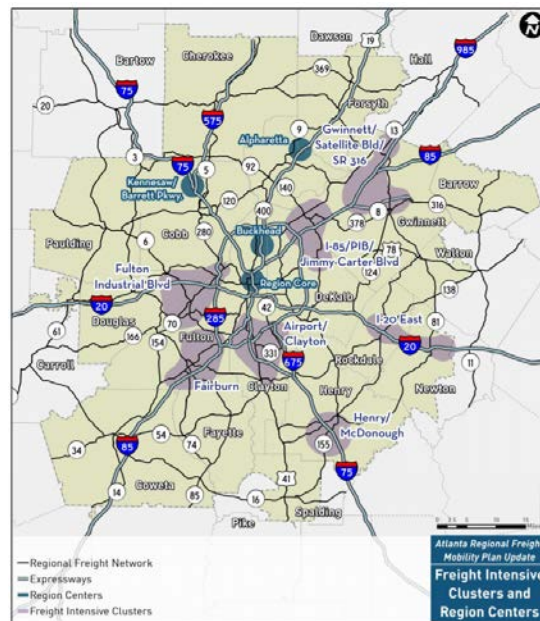 Dawson
19
Hall
985
N
Bartow
75
Cherokee
369
575
Forsyth
20
Gwinnett/
Satellite Bld/
SR 316
13
9
Alpharetta
3
75
5
92
85
Barrow
Kennesaw/
Barrett Pkwy
140
120
400
316
8
378
Gwinnett
Paulding
6
Cobb
280
Buckhead
I-85/PIB/
Jimmy Carter Blvd
78
124
Walton
Fulton
Industrial Blvd
Region Core
138
DeKalb
20
Douglas
285
42
Airport/
Clayton
I-20 East
81
61
166
154
70
Fulton
331
675
Rockdale
20
11
Carroll
Fairburn
Clayton
Henry
Newton
Henry/
McDonough
85
Fayette
155
34
54
74
75
14
Coweta
85
16
41
Spalding
Pike
Regional Freight Network
Expressways
Region Centers
Freight Intensive Clusters
Atlanta Regional Freight
Mobility Plan Update
Freight Intensive
Clusters and
Region Centers